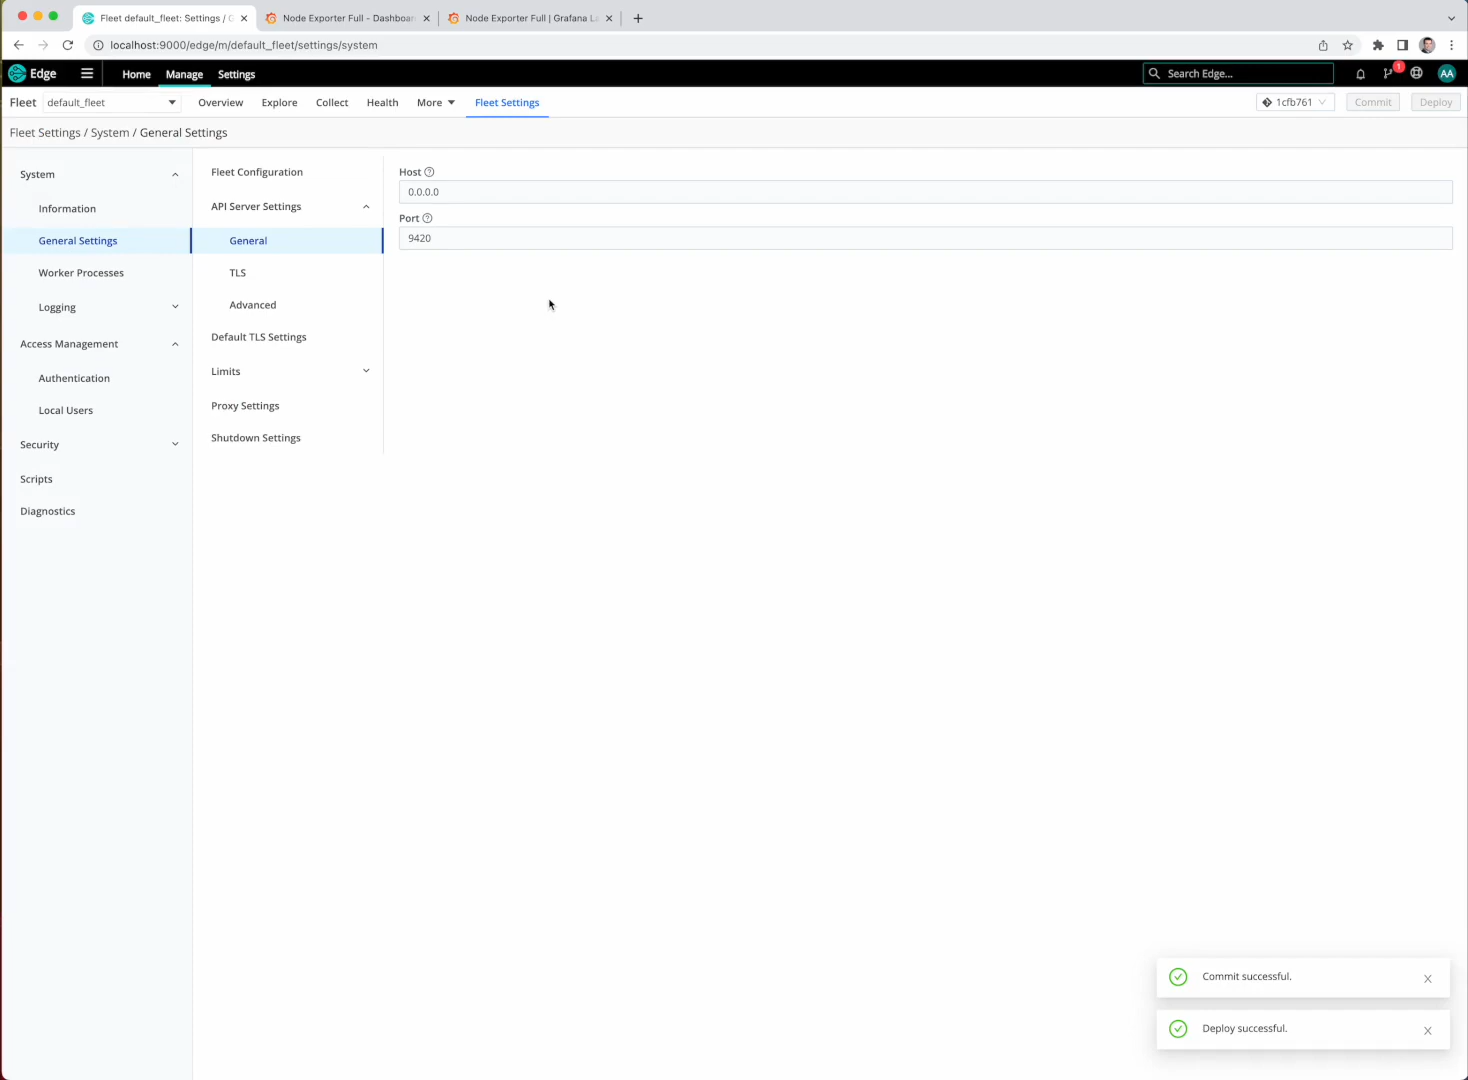 Fleet default_fleet: Settings / G
Node Exporter Full - Dashboar
Node Exporter Full | Grafana La
localhost:9000/edge/m/default_fleet/settings/system
Edge
Home
Manage
Settings
Search Edge...
1
AA
Fleet
default_fleet
Overview
Explore
Collect
Health
More
Fleet Settings
1cfb761
Commit
Deploy
Fleet Settings / System / General Settings
System
Information
General Settings
Worker Processes
Logging
Access Management
Authentication
Local Users
Security
Scripts
Diagnostics
Fleet Configuration
API Server Settings
General
TLS
Advanced
Default TLS Settings
Limits
Proxy Settings
Shutdown Settings
Host
0.0.0.0
Port
9420
Commit successful.
Deploy successful.